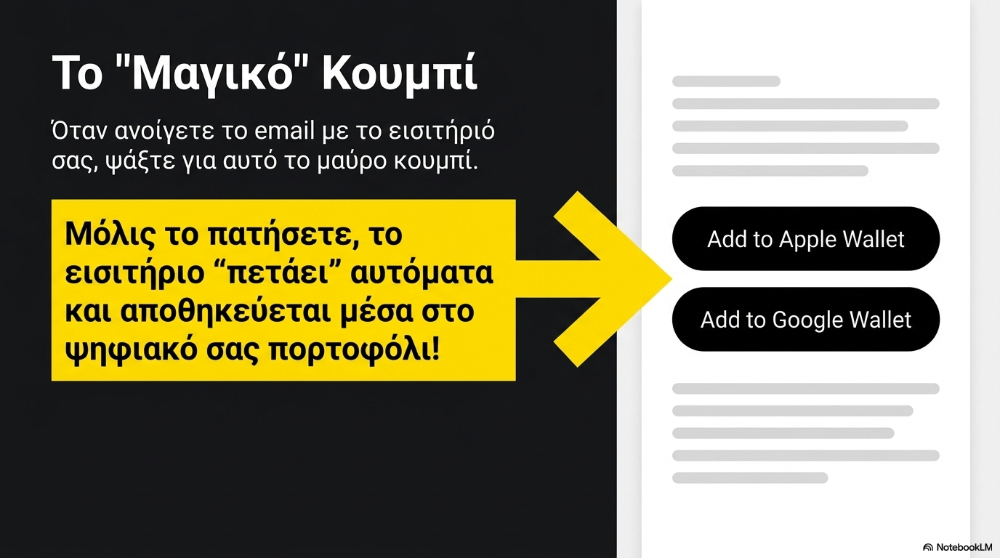 Το "Μαγικό" Κουμπί
Όταν ανοίγετε το email με το εισιτήριό
σας, ψάξτε για αυτό το μαύρο κουμπί.
Μόλις το πατήσετε, το
εισιτήριο “πετάει” αυτόματα
και αποθηκεύεται μέσα στο
ψηφιακό σας πορτοφόλι!
Add to Apple Wallet
Add to Google Wallet
NotebookLM